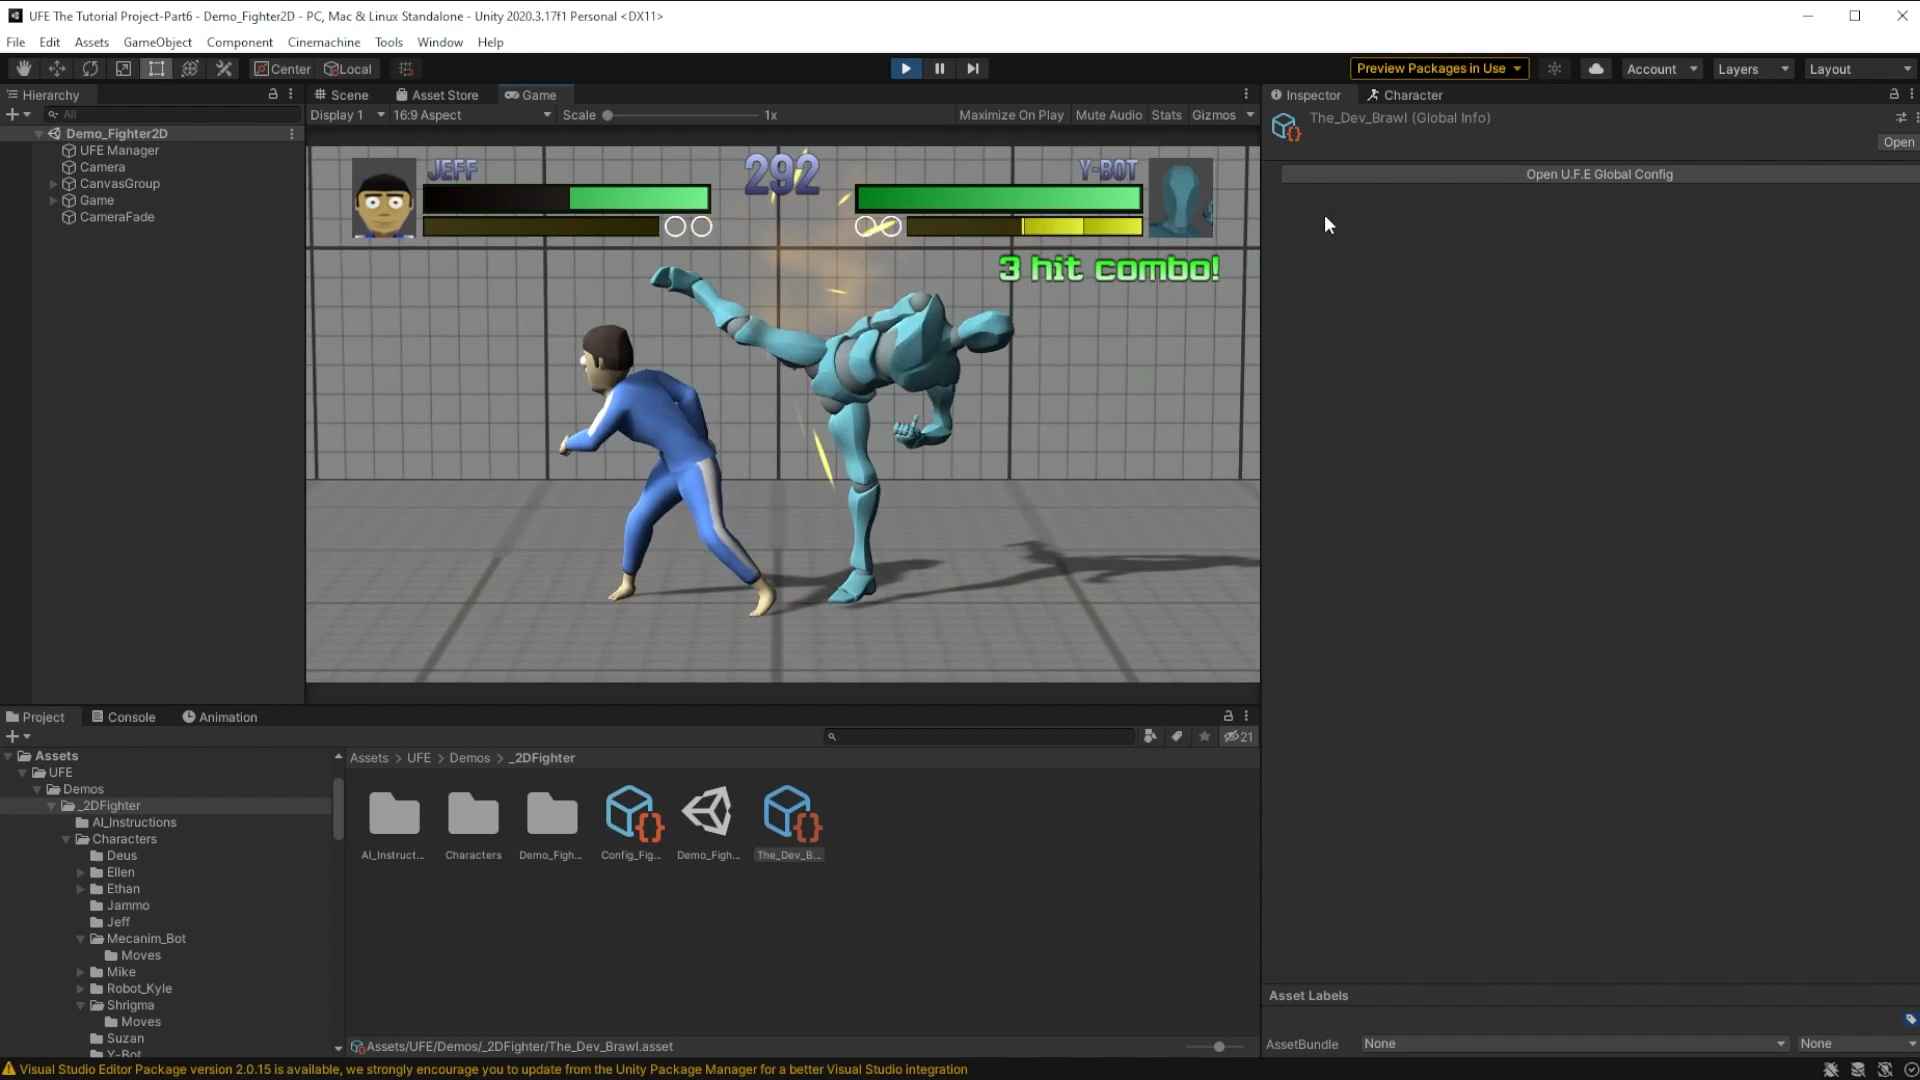 UFE The Tutorial Project-Part6 - Demo_Fighter2D - PC, Mac & Linux Standalone - Unity 2020.3.17f1 Personal <DX11>
File Edit Assets GameObject Component Cinemachine Tools Window Help
Center Local
Preview Packages in Use
Account Layers Layout
Hierarchy
All
Demo_Fighter2D
UFE Manager
Camera
CanvasGroup
Game
CameraFade
Scene Asset Store Game
Display 1 16:9 Aspect Scale 1x Maximize On Play Mute Audio Stats Gizmos
JEFF
292
Y-BOT
3 hit combo!
Inspector Character
The_Dev_Brawl (Global Info)
Open
Open U.F.E Global Config
Project Console Animation
21
Assets
UFE
Demos
_2DFighter
AI_Instructions
Characters
Deus
Ellen
Ethan
Jammo
Jeff
Mecanim_Bot
Moves
Mike
Robot_Kyle
Shrigma
Moves
Suzan
Y-Bot
Assets > UFE > Demos > _2DFighter
AI_Instruct... Characters Demo_Figh... Config_Fig... Demo_Figh... The_Dev_B...
Assets/UFE/Demos/_2DFighter/The_Dev_Brawl.asset
Asset Labels
AssetBundle None None
Visual Studio Editor Package version 2.0.15 is available, we strongly encourage you to update from the Unity Package Manager for a better Visual Studio integration